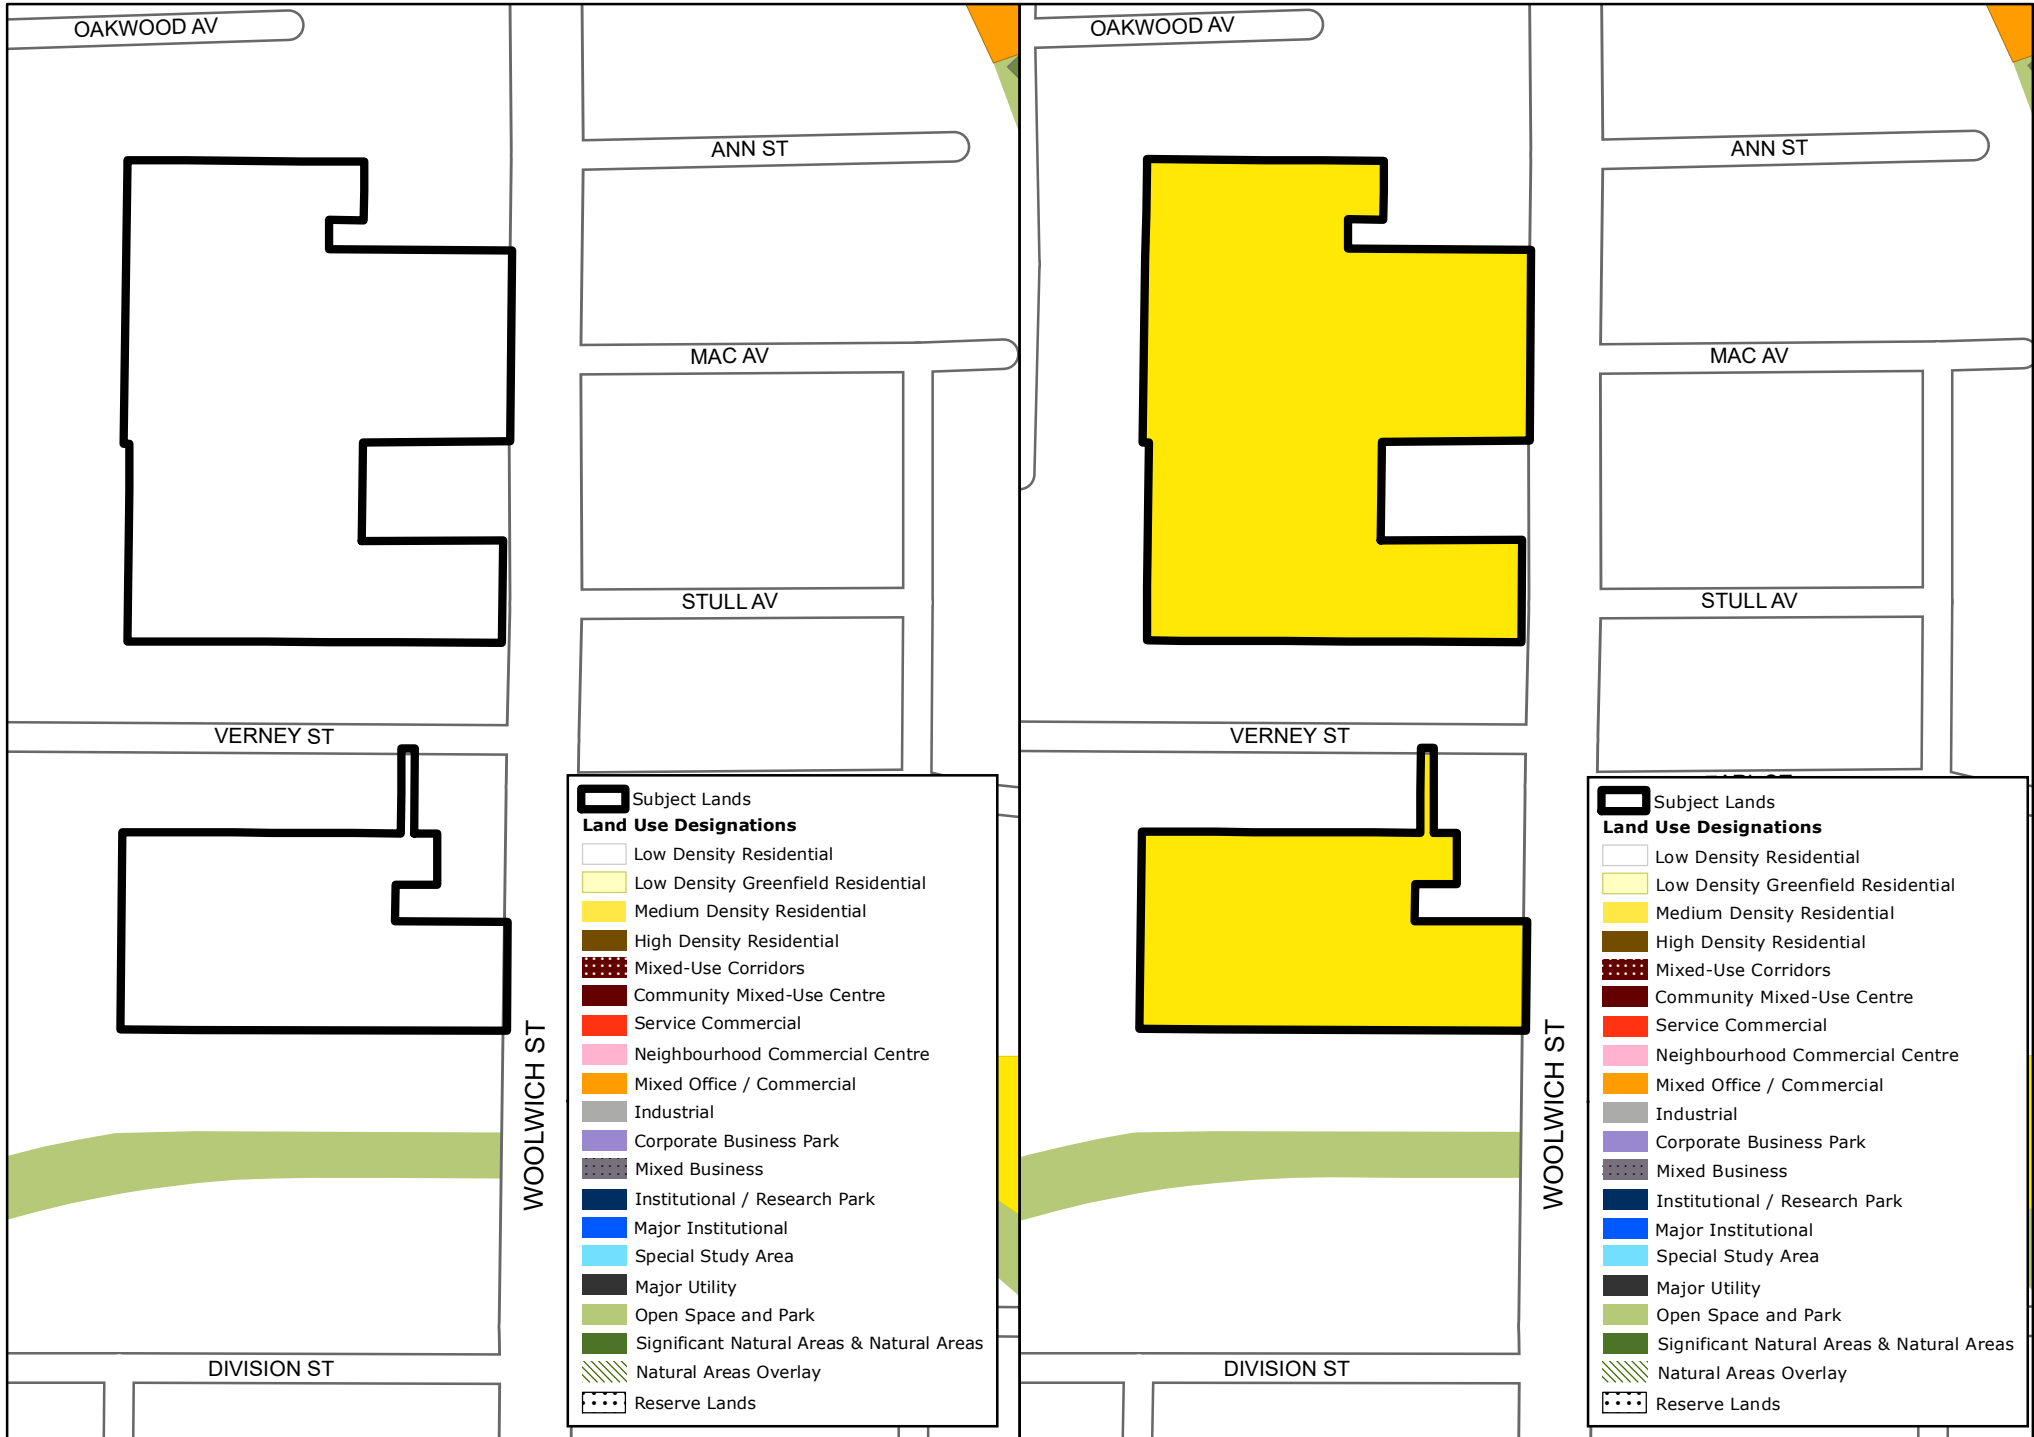 OAKWOOD AV
ANN ST
MAC AV
STULL AV
VERNEY ST
WOOLWICH ST
DIVISION ST
Subject Lands
Land Use Designations
Low Density Residential
Low Density Greenfield Residential
Medium Density Residential
High Density Residential
Mixed-Use Corridors
Community Mixed-Use Centre
Service Commercial
Neighbourhood Commercial Centre
Mixed Office / Commercial
Industrial
Corporate Business Park
Mixed Business
Institutional / Research Park
Major Institutional
Special Study Area
Major Utility
Open Space and Park
Significant Natural Areas & Natural Areas
Natural Areas Overlay
Reserve Lands
OAKWOOD AV
ANN ST
MAC AV
STULL AV
VERNEY ST
WOOLWICH ST
DIVISION ST
Subject Lands
Land Use Designations
Low Density Residential
Low Density Greenfield Residential
Medium Density Residential
High Density Residential
Mixed-Use Corridors
Community Mixed-Use Centre
Service Commercial
Neighbourhood Commercial Centre
Mixed Office / Commercial
Industrial
Corporate Business Park
Mixed Business
Institutional / Research Park
Major Institutional
Special Study Area
Major Utility
Open Space and Park
Significant Natural Areas & Natural Areas
Natural Areas Overlay
Reserve Lands